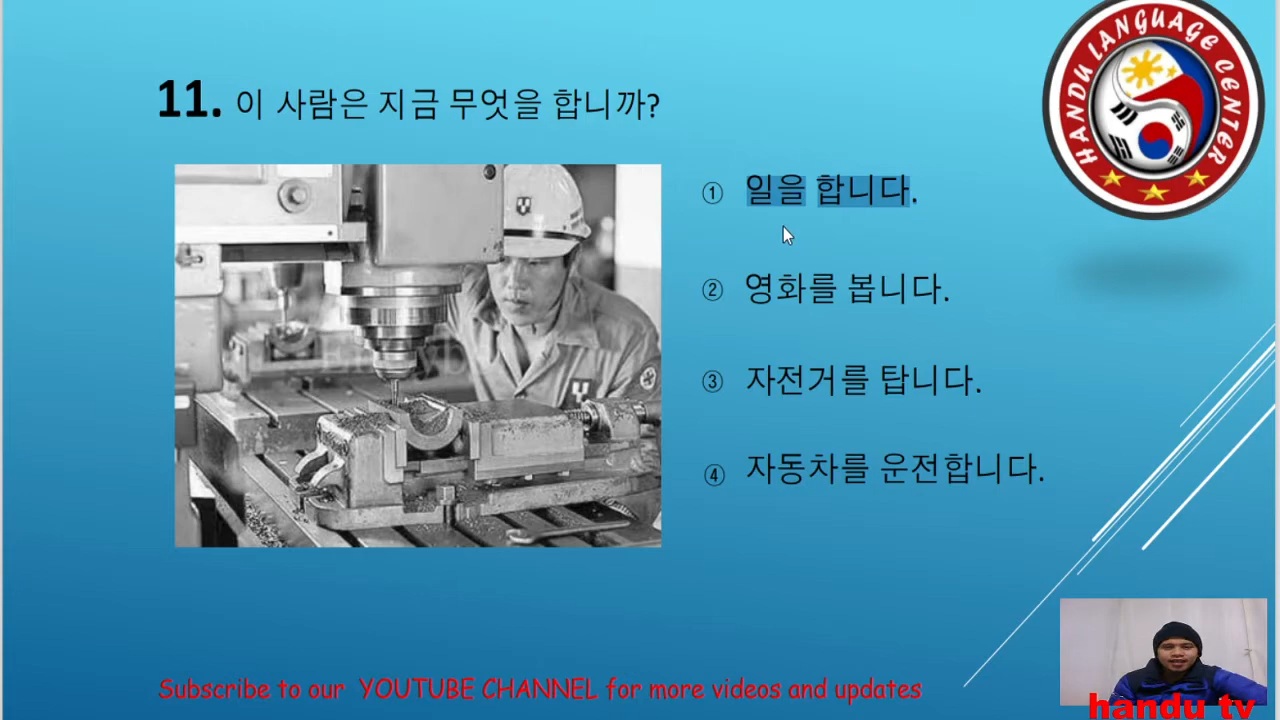 HANDU LANGUAGE CENTER
11. 이 사람은 지금 무엇을 합니까?
① 일을 합니다.
② 영화를 봅니다.
③ 자전거를 탑니다.
④ 자동차를 운전합니다.
Subscribe to our YOUTUBE CHANNEL for more videos and updates
handu tv